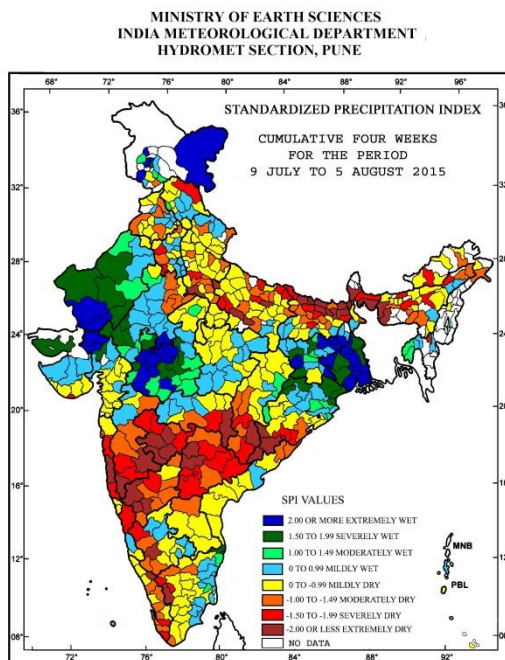 MINISTRY OF EARTH SCIENCES
INDIA METEOROLOGICAL DEPARTMENT
HYDROMET SECTION, PUNE
68° 72° 76° 80° 84° 88° 92° 96°
36°
STANDARDIZED PRECIPITATION INDEX
CUMULATIVE FOUR WEEKS
FOR THE PERIOD
9 JULY TO 5 AUGUST 2015
32°
28°
24°
20°
16°
SPI VALUES
2.00 OR MORE EXTREMELY WET
1.50 TO 1.99 SEVERELY WET
1.00 TO 1.49 MODERATELY WET
0 TO 0.99 MILDLY WET
0 TO -0.99 MILDLY DRY
-1.00 TO -1.49 MODERATELY DRY
-1.50 TO -1.99 SEVERELY DRY
-2.00 OR LESS EXTREMELY DRY
NO DATA
12°
MNB
PBL
08°
72° 76° 80° 84° 88° 92°